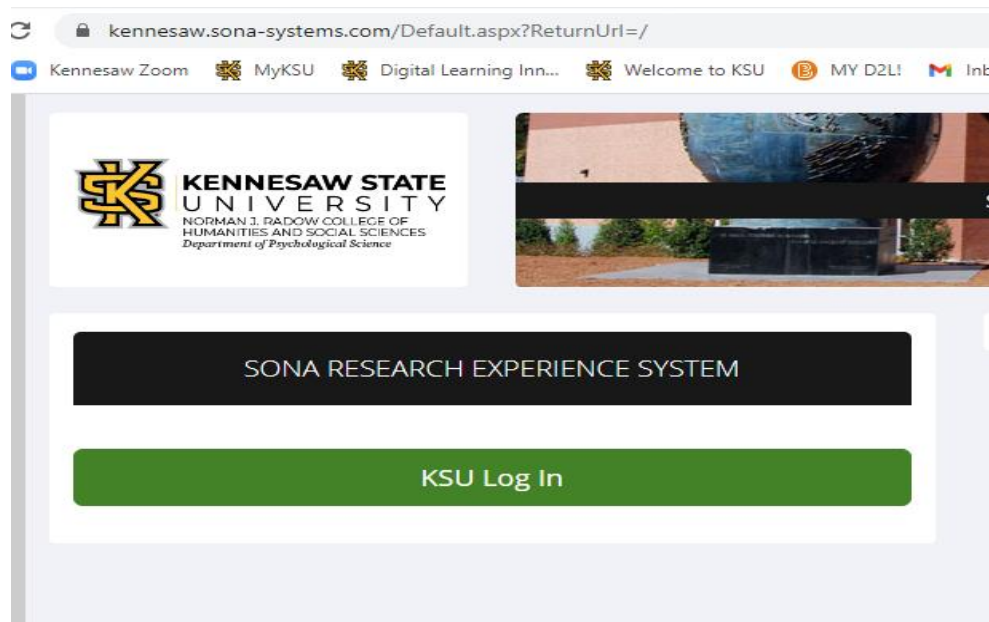 kennesaw.sona-systems.com/Default.aspx?ReturnUrl=/
Kennesaw Zoom MyKSU Digital Learning Inn... Welcome to KSU MY D2L!
KENNESAW STATE
UNIVERSITY
NORMAN J. RADOW COLLEGE OF
HUMANITIES AND SOCIAL SCIENCES
Department of Psychological Science
SONA RESEARCH EXPERIENCE SYSTEM
KSU Log In